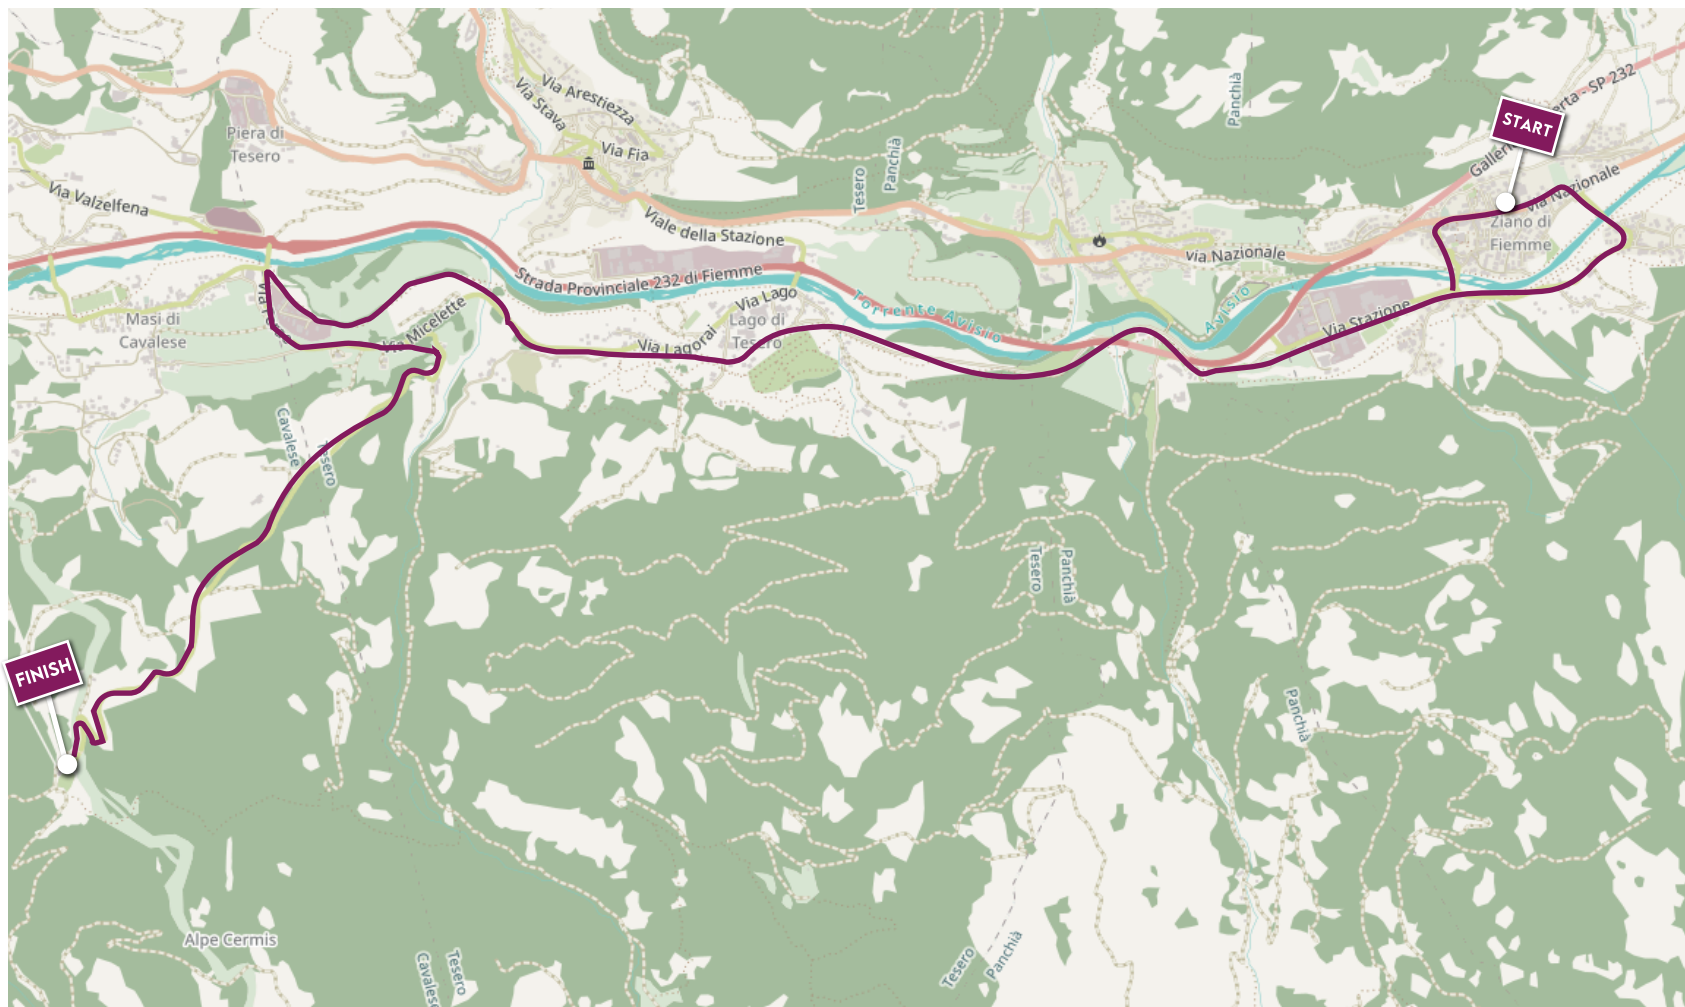 Via Arestiezza
Via Stava
Via Fia
Piera di
Tesero
Via Valzelfena
Viale della Stazione
Tesero
Panchià
Panchià
START
SP 232
Via Nazionale
Ziano di
Fiemme
via Nazionale
Strada Provinciale 232 di Fiemme
Via Lago
Torrente Avisio
Avisio
Via Stazione
Masi di
Cavalese
Via Micelette
Via Lagorai
Lago di
Tesero
Cavalese
Tesero
Tesero
Panchià
FINISH
Panchià
Alpe Cermis
Cavalese
Tesero
Tesero
Panchià